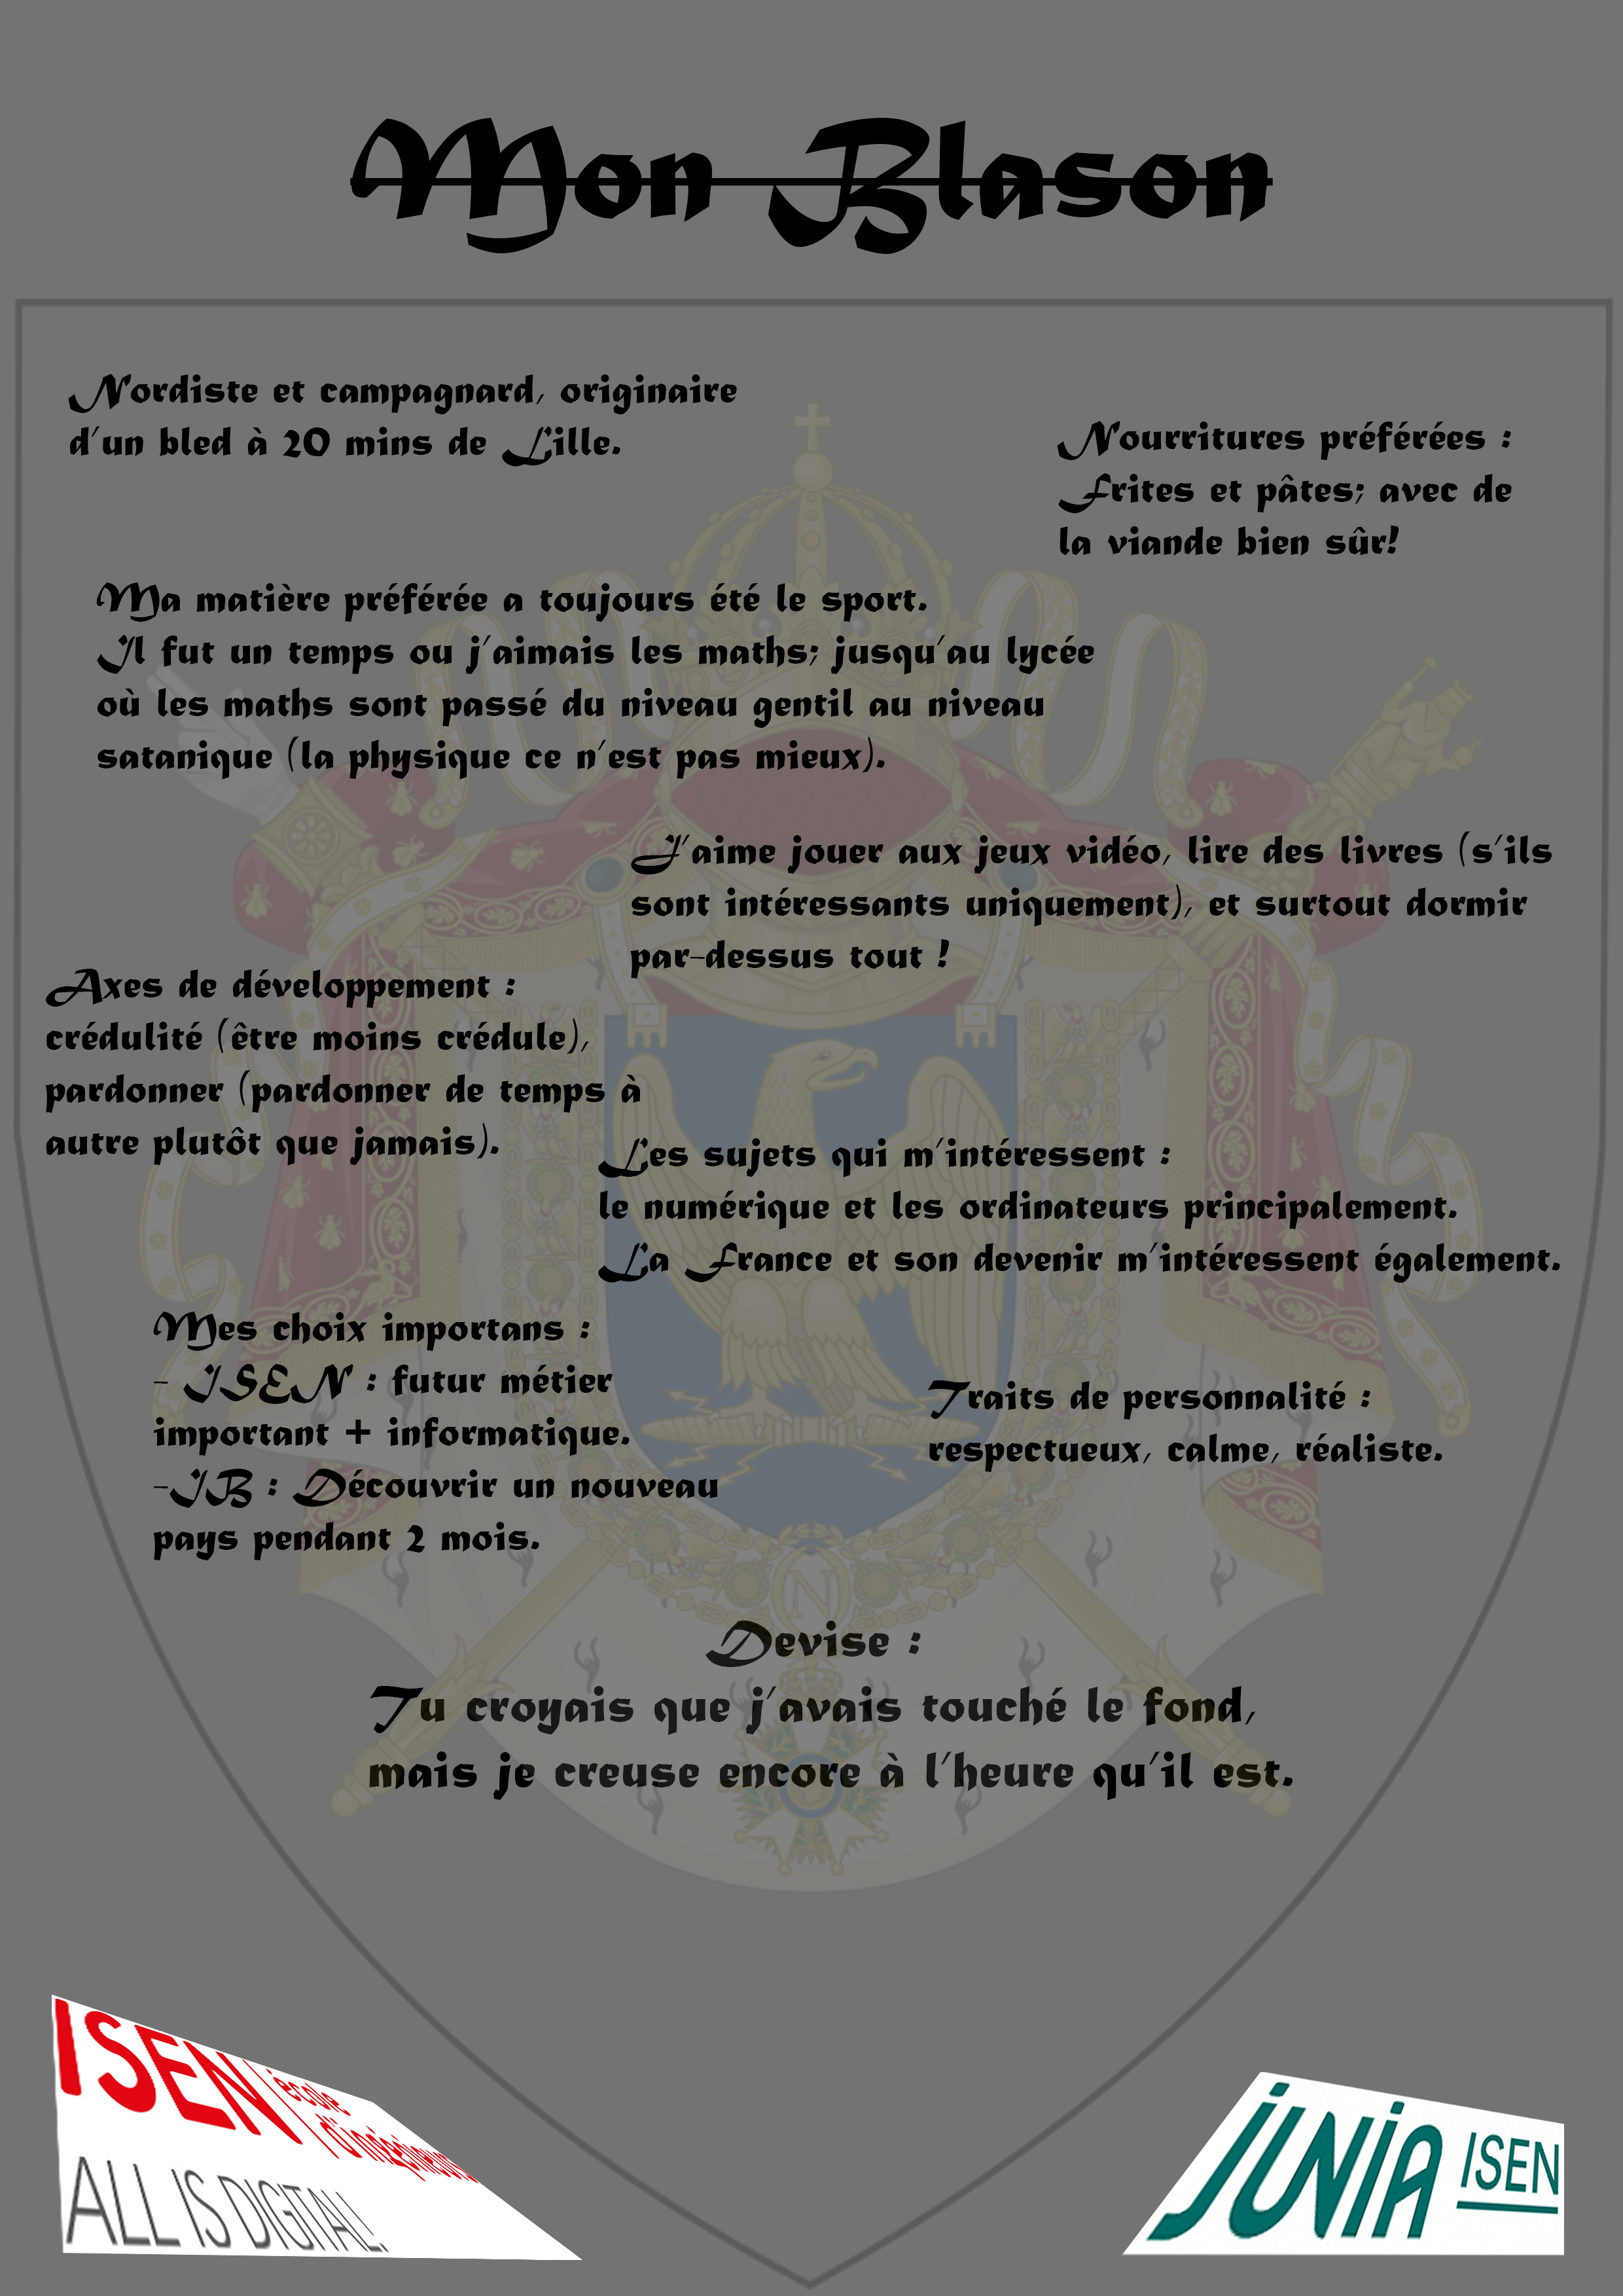 Mon Blason
Nordiste et campagnard, originaire
d'un bled à 20 mins de Lille.
Nourritures préférées :
Frites et pâtes; avec de
la viande bien sûr!
Ma matière préférée a toujours été le sport.
Il fut un temps ou j'aimais les maths; jusqu'au lycée
où les maths sont passé du niveau gentil au niveau
satanique (la physique ce n'est pas mieux).
J'aime jouer aux jeux vidéo, lire des livres (s'ils
sont intéressants uniquement), et surtout dormir
par-dessus tout !
Axes de développement :
crédulité (être moins crédule),
pardonner (pardonner de temps à
autre plutôt que jamais).
Les sujets qui m'intéressent :
le numérique et les ordinateurs principalement.
La France et son devenir m'intéressent également.
Mes choix importans :
- ISEN : futur métier
important + informatique.
-IB : Découvrir un nouveau
pays pendant 2 mois.
Traits de personnalité :
respectueux, calme, réaliste.
N
Devise :
Tu croyais que j'avais touché le fond,
mais je creuse encore à l'heure qu'il est.
ISEN
école
ALL IS DIGITAL!
JUNIA ISEN